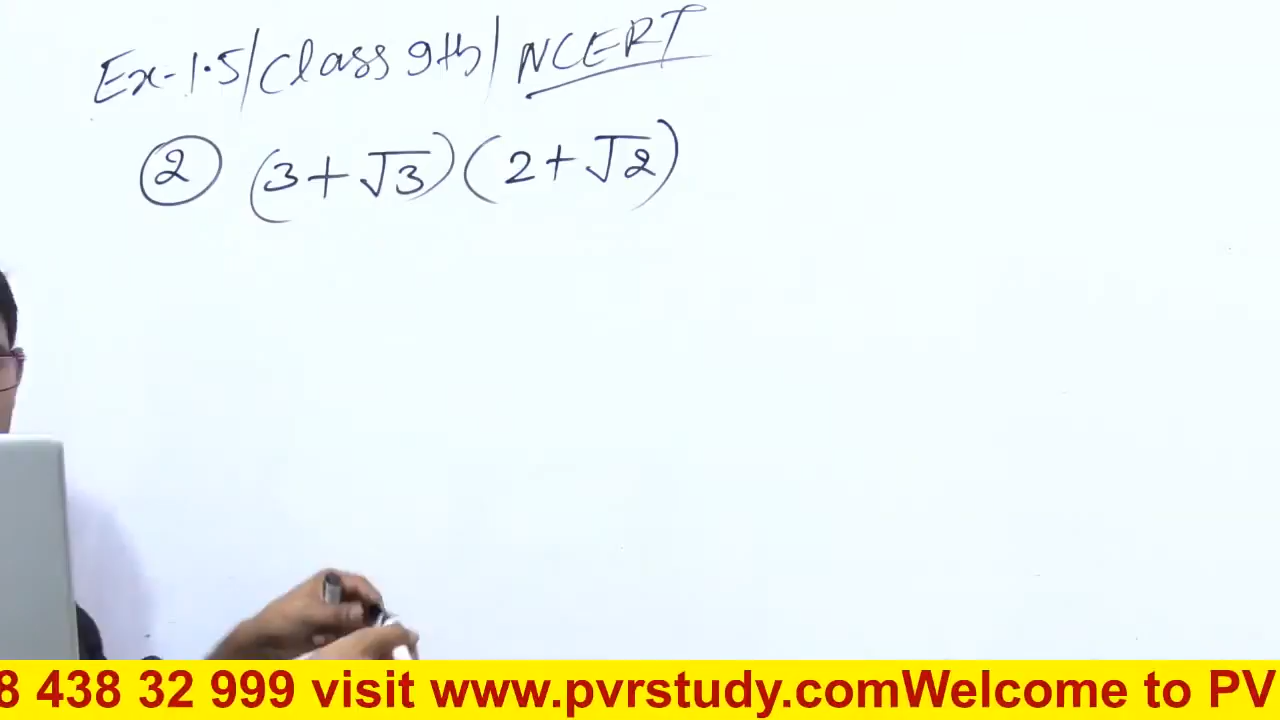 Ex-1.5/Class 9th/NCERT
② (3+√3)(2+√2)
8 438 32 999 visit www.pvrstudy.comWelcome to PV